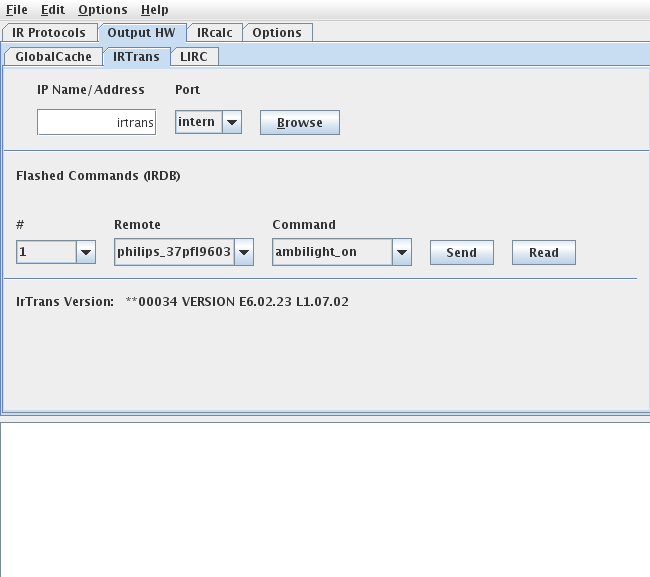 File Edit Options Help
IR Protocols Output HW IRcalc Options
GlobalCache IRTrans LIRC
IP Name/Address Port
irtrans intern Browse
Flashed Commands (IRDB)
# Remote Command
1 philips_37pfl9603 ambilight_on Send Read
IrTrans Version: **00034 VERSION E6.02.23 L1.07.02